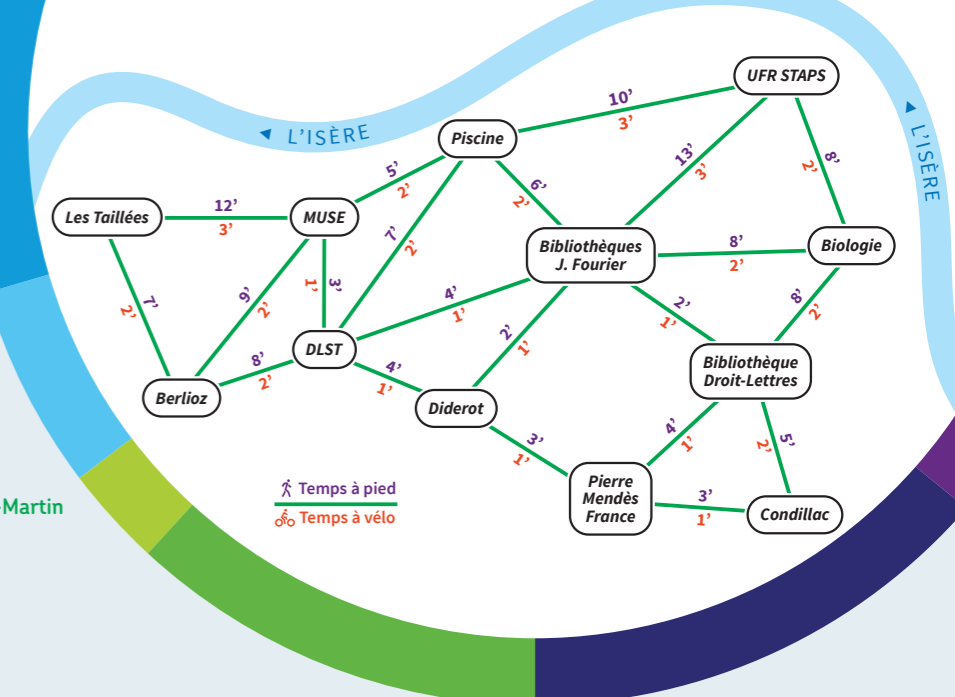 UFR STAPS
10’
3’
◄ L’ISÈRE
Piscine
◄ L’ISÈRE
5’
2’
13’
3’
8’
2’
6’
2’
Les Taillées
12’
3’
MUSE
7’
2’
Bibliothèques
J. Fourier
8’
2’
Biologie
7’
2’
9’
2’
3’
1’
4’
1’
2’
1’
2’
1’
8’
2’
DLST
8’
2’
4’
1’
Bibliothèque
Droit-Lettres
Berlioz
Diderot
3’
1’
4’
1’
5’
2’
Pierre
Mendès
France
3’
1’
Condillac
Temps à pied
Temps à vélo
-Martin